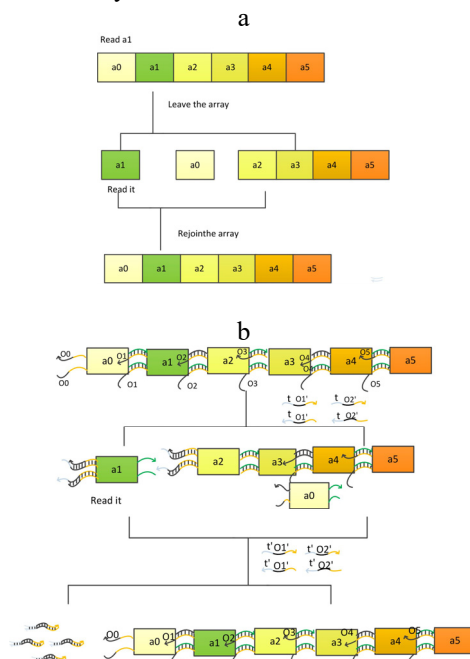 a
Read a1
a0 a1 a2 a3 a4 a5
Leave the array
a1 a0 a2 a3 a4 a5
Read it
Rejointhe array
a0 a1 a2 a3 a4 a5
b
O0 O1 O2 O3 O4 O5
a0 a1 a2 a3 a4 a5
O0 O4
O1 O2 O3 O5
t O1' t O2'
t O1' t O2'
a1 a2 a3 a4 a5
Read it
a0
t' O1' t' O2'
t' O1' t' O2'
O0 O1 O2 O3 O4 O5
a0 a1 a2 a3 a4 a5